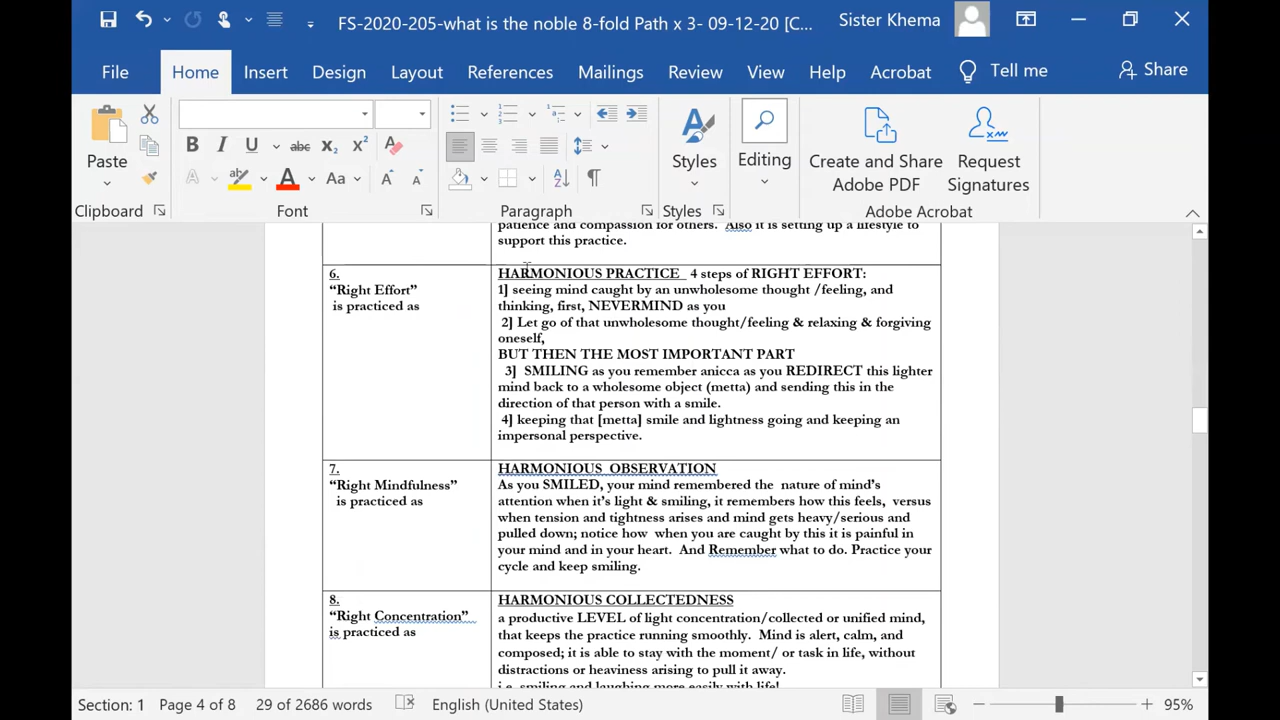 FS-2020-205-what is the noble 8-fold Path x 3- 09-12-20 [C...
Sister Khema
File
Home
Insert
Design
Layout
References
Mailings
Review
View
Help
Acrobat
Tell me
Share
Paste
Clipboard
B I U abc x₂ x²
A Aa A A
Font
Paragraph
Styles
Styles
Editing
Create and Share
Adobe PDF
Request
Signatures
Adobe Acrobat
patience and compassion for others. Also it is setting up a lifestyle to
support this practice.
6.
“Right Effort”
is practiced as
HARMONIOUS PRACTICE 4 steps of RIGHT EFFORT:
1] seeing mind caught by an unwholesome thought /feeling, and
thinking, first, NEVERMIND as you
2] Let go of that unwholesome thought/feeling & relaxing & forgiving
oneself,
BUT THEN THE MOST IMPORTANT PART
3] SMILING as you remember anicca as you REDIRECT this lighter
mind back to a wholesome object (metta) and sending this in the
direction of that person with a smile.
4] keeping that [metta] smile and lightness going and keeping an
impersonal perspective.
7.
“Right Mindfulness”
is practiced as
HARMONIOUS OBSERVATION
As you SMILED, your mind remembered the nature of mind’s
attention when it’s light & smiling, it remembers how this feels, versus
when tension and tightness arises and mind gets heavy/serious and
pulled down; notice how when you are caught by this it is painful in
your mind and in your heart. And Remember what to do. Practice your
cycle and keep smiling.
8.
“Right Concentration”
is practiced as
HARMONIOUS COLLECTEDNESS
a productive LEVEL of light concentration/collected or unified mind,
that keeps the practice running smoothly. Mind is alert, calm, and
composed; it is able to stay with the moment/ or task in life, without
distractions or heaviness arising to pull it away.
i.e. smiling and laughing more easily with life!
Section: 1
Page 4 of 8
29 of 2686 words
English (United States)
95%